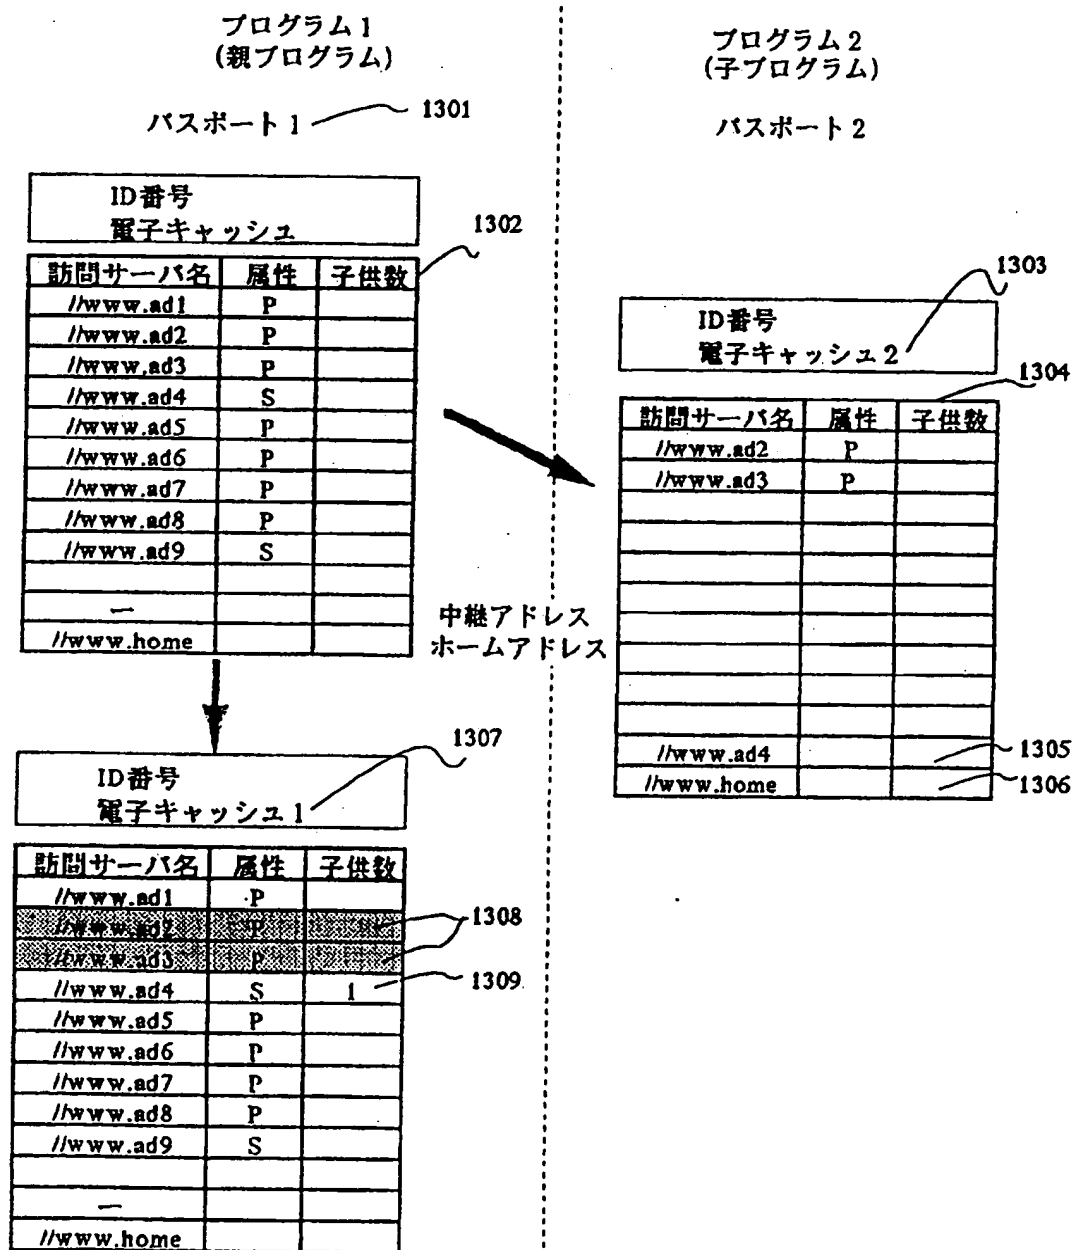 プログラム1
(親プログラム)
パスポート1
1301
ID番号
電子キャッシュ
1302
訪問サーバ名 属性 子供数
//www.ad1 P
//www.ad2 P
//www.ad3 P
//www.ad4 S
//www.ad5 P
//www.ad6 P
//www.ad7 P
//www.ad8 P
//www.ad9 S
ー
//www.home
中継アドレス
ホームアドレス
プログラム2
(子プログラム)
パスポート2
1303
ID番号
電子キャッシュ2
1304
訪問サーバ名 属性 子供数
//www.ad2 P
//www.ad3 P
//www.ad4
1305
//www.home
1306
1307
ID番号
電子キャッシュ1
訪問サーバ名 属性 子供数
//www.ad1 P
//www.ad2 P
1308
//www.ad3 P
//www.ad4 S 1
1309
//www.ad5 P
//www.ad6 P
//www.ad7 P
//www.ad8 P
//www.ad9 S
ー
//www.home